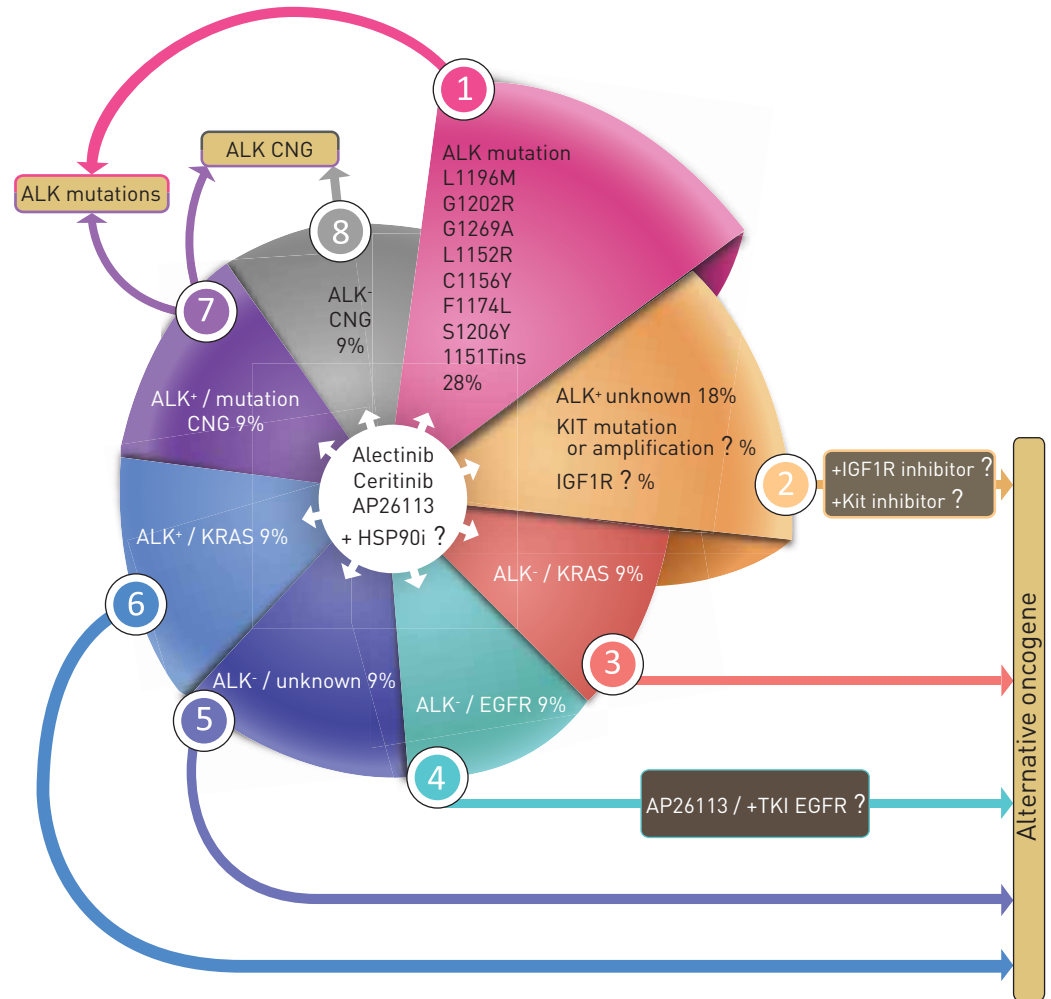 1
ALK CNG
ALK mutations
ALK mutation
L1196M
G1202R
G1269A
L1152R
C1156Y
F1174L
S1206Y
1151Tins
28%
8
ALK-
CNG
9%
7
ALK+ / mutation
CNG 9%
ALK+ unknown 18%
KIT mutation
or amplification ? %
IGF1R ? %
2
+IGF1R inhibitor ?
+Kit inhibitor ?
Alectinib
Ceritinib
AP26113
+ HSP90i ?
ALK+ / KRAS 9%
6
ALK- / KRAS 9%
3
ALK- / unknown 9%
5
ALK- / EGFR 9%
4
AP26113 / +TKI EGFR ?
Alternative oncogene